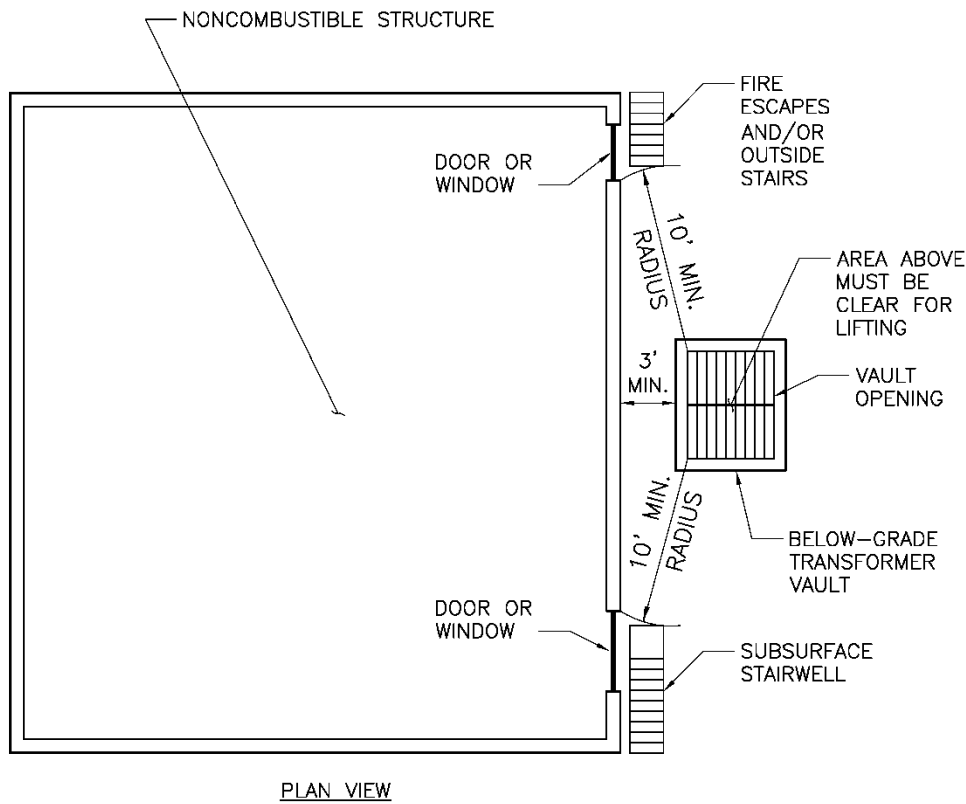 NONCOMBUSTIBLE STRUCTURE
FIRE
ESCAPES
AND/OR
OUTSIDE
STAIRS
DOOR OR
WINDOW
10' MIN.
RADIUS
AREA ABOVE
MUST BE
CLEAR FOR
LIFTING
3'
MIN.
VAULT
OPENING
10' MIN.
RADIUS
BELOW-GRADE
TRANSFORMER
VAULT
DOOR OR
WINDOW
SUBSURFACE
STAIRWELL
PLAN VIEW